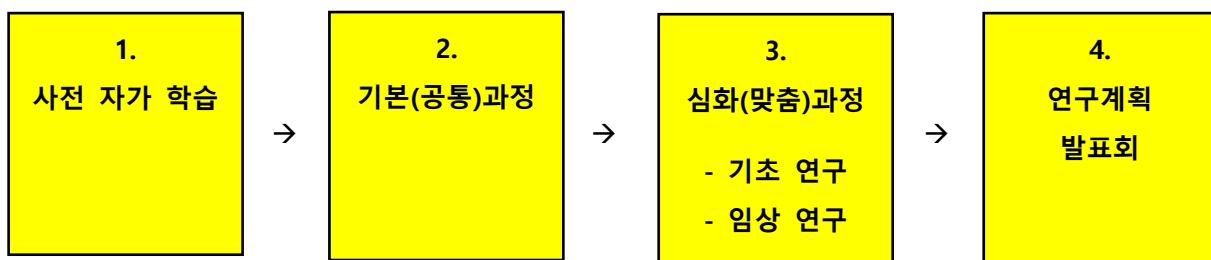 1.
사전 자가 학습
→
2.
기본(공통)과정
→
3.
심화(맞춤)과정
- 기초 연구
- 임상 연구
→
4.
연구계획
발표회